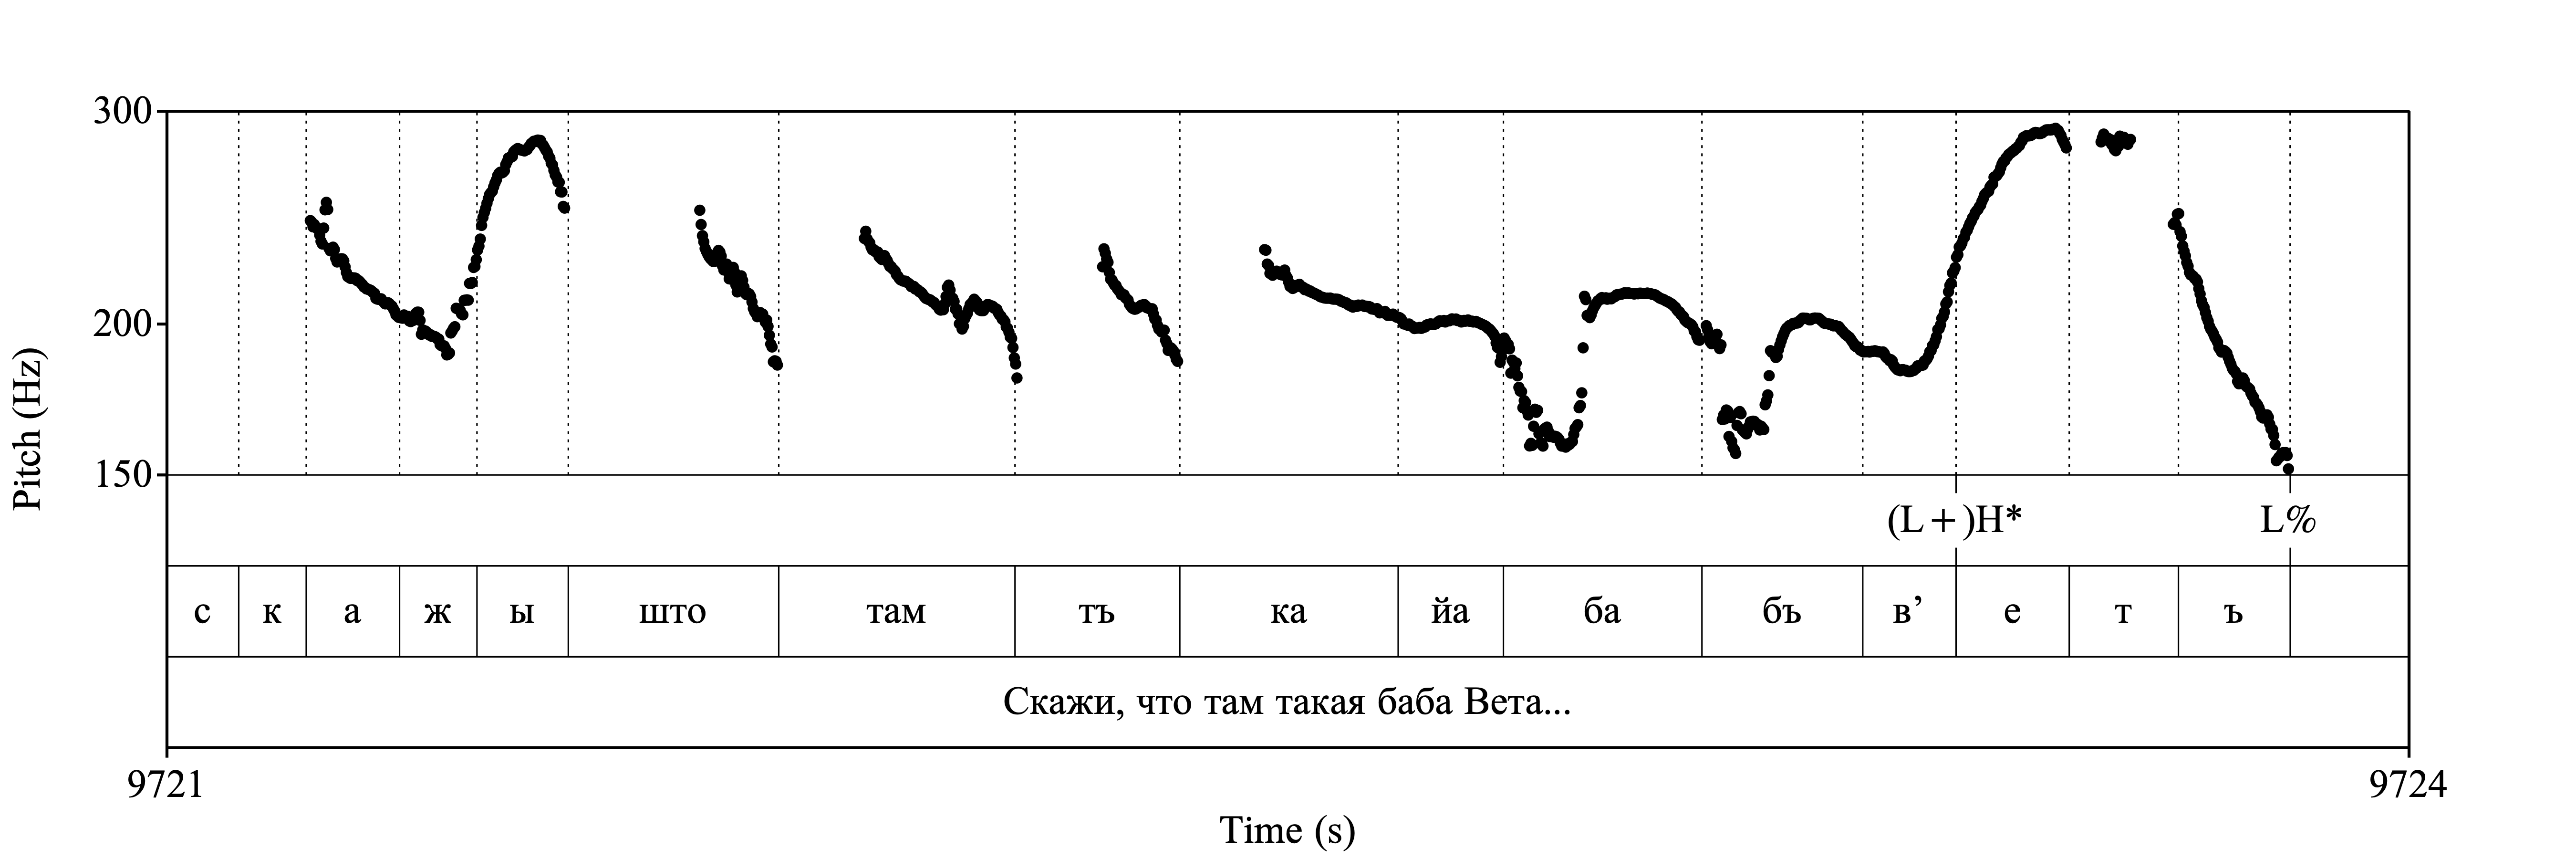 300
200
150
Pitch (Hz)
(L+)H* L%
с к а ж ы што там тъ ка йа ба бъ в’ е т ъ
Скажи, что там такая баба Вета...
9721 9724
Time (s)